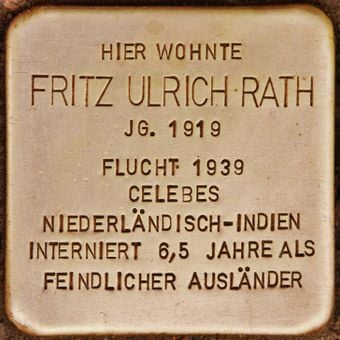 HIER WOHNTE
FRITZ ULRICH RATH
JG. 1919
FLUCHT 1939
CELEBES
NIEDERLÄNDISCH-INDIEN
INTERNIERT 6,5 JAHRE ALS
FEINDLICHER AUSLÄNDER